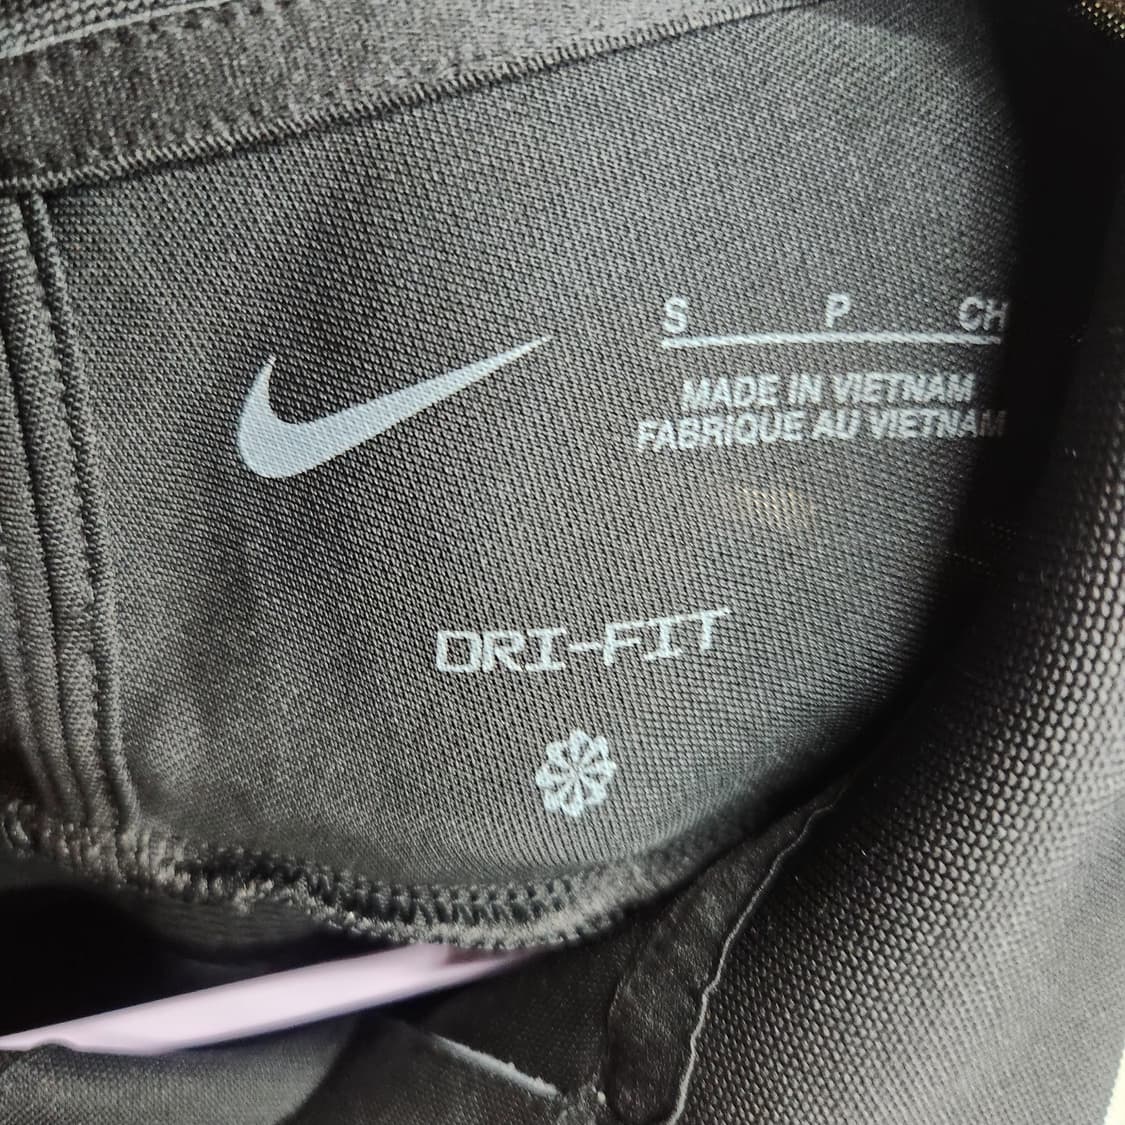 S P CH
MADE IN VIETNAM
FABRIQUE AU VIETNAM
DRI-FIT